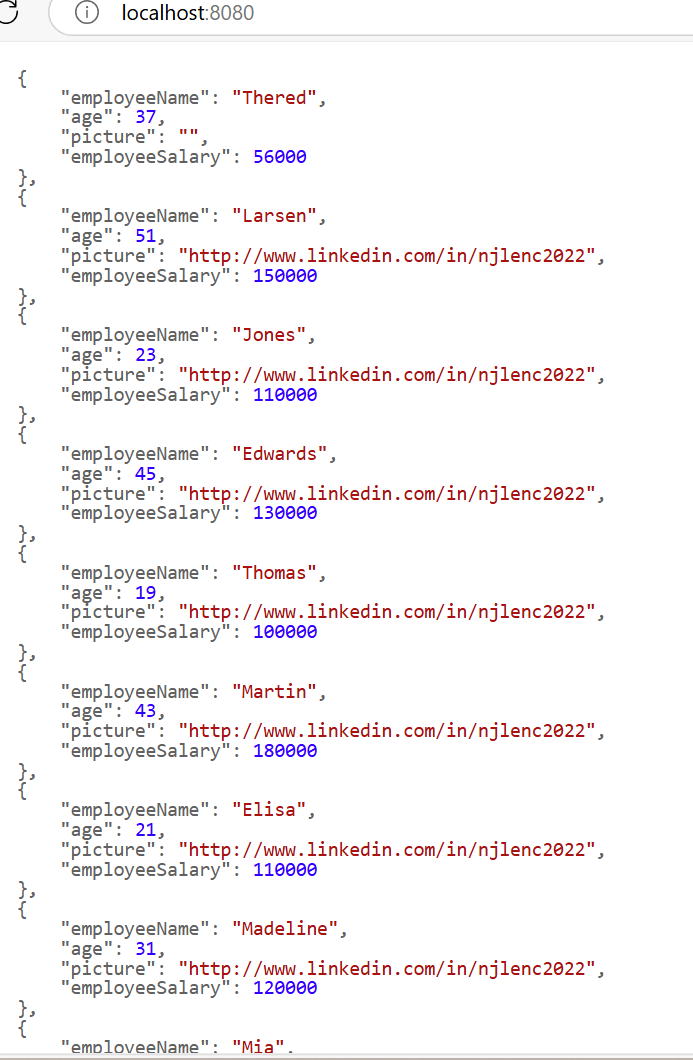 localhost:8080
{
"employeeName": "Thered",
"age": 37,
"picture": "",
"employeeSalary": 56000
},
{
"employeeName": "Larsen",
"age": 51,
"picture": "http://www.linkedin.com/in/njlenc2022",
"employeeSalary": 150000
},
{
"employeeName": "Jones",
"age": 23,
"picture": "http://www.linkedin.com/in/njlenc2022",
"employeeSalary": 110000
},
{
"employeeName": "Edwards",
"age": 45,
"picture": "http://www.linkedin.com/in/njlenc2022",
"employeeSalary": 130000
},
{
"employeeName": "Thomas",
"age": 19,
"picture": "http://www.linkedin.com/in/njlenc2022",
"employeeSalary": 100000
},
{
"employeeName": "Martin",
"age": 43,
"picture": "http://www.linkedin.com/in/njlenc2022",
"employeeSalary": 180000
},
{
"employeeName": "Elisa",
"age": 21,
"picture": "http://www.linkedin.com/in/njlenc2022",
"employeeSalary": 110000
},
{
"employeeName": "Madeline",
"age": 31,
"picture": "http://www.linkedin.com/in/njlenc2022",
"employeeSalary": 120000
},
{
"employeeName": "Mia",